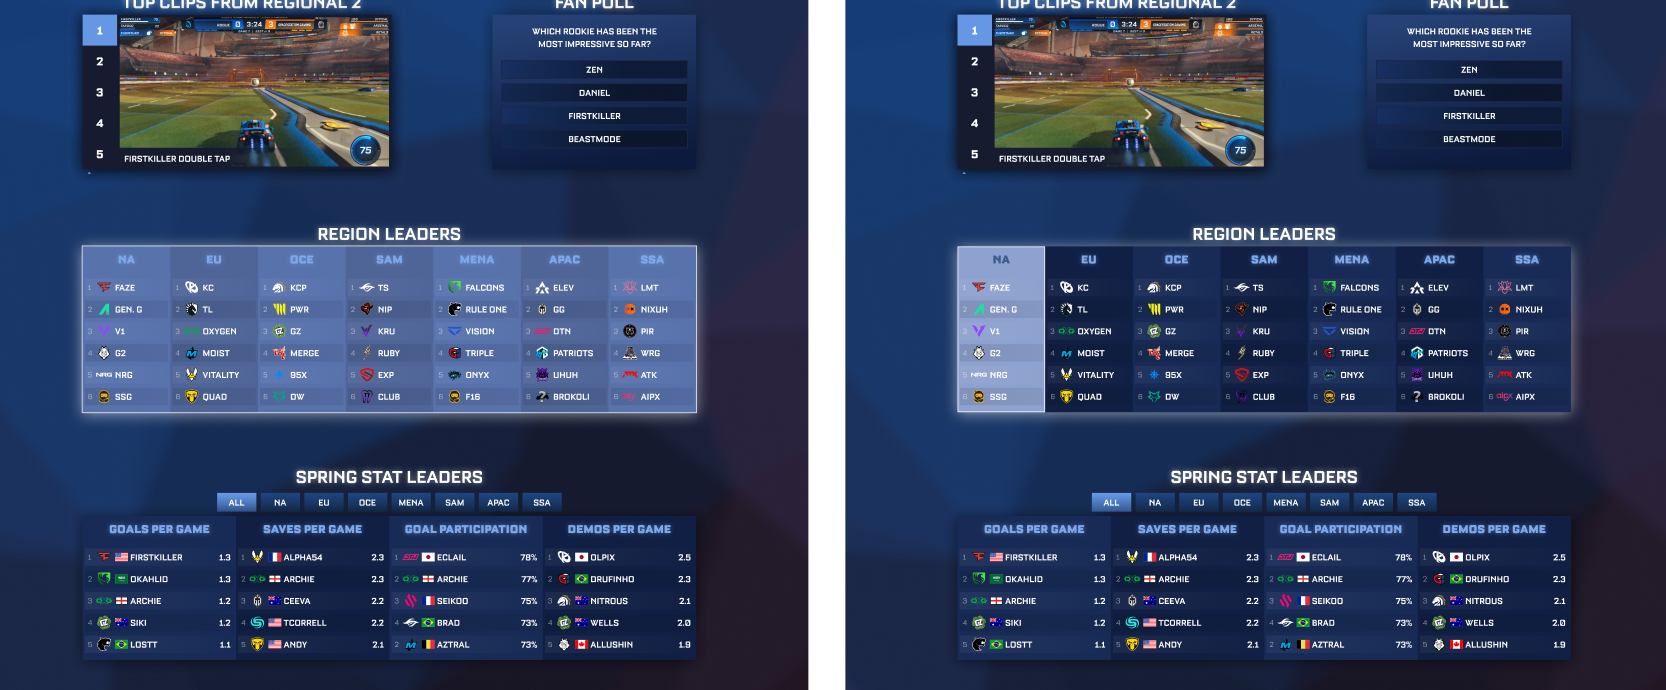 TOP CLIPS FROM REGIONAL 2
FAN POLL
1
2
3
4
5
3:24
75
FIRSTKILLER DOUBLE TAP
WHICH ROOKIE HAS BEEN THE
MOST IMPRESSIVE SO FAR?
ZEN
DANIEL
FIRSTKILLER
BEASTMODE
REGION LEADERS
NA EU OCE SAM MENA APAC SSA
1 FAZE 1 KC 1 KCP 1 TS 1 FALCONS 1 ELEV 1 LMT
2 GEN. G 2 TL 2 PWR 2 NIP 2 RULE ONE 2 GG 2 NIXUH
3 V1 3 OXYGEN 3 GZ 3 KRU 3 VISION 3 DTN 3 PIR
4 G2 4 MOIST 4 MERGE 4 RUBY 4 TRIPLE 4 PATRIOTS 4 WRG
5 NRG NRG 5 VITALITY 5 95X 5 EXP 5 ONYX 5 UHUH 5 ATK
6 SSG 6 QUAD 6 DW 6 CLUB 6 F16 6 BROKOLI 6 AIPX
SPRING STAT LEADERS
ALL NA EU OCE MENA SAM APAC SSA
GOALS PER GAME SAVES PER GAME GOAL PARTICIPATION DEMOS PER GAME
1 FIRSTKILLER 1.3 1 ALPHA54 2.3 1 ECLAIL 78% 1 OLPIX 2.5
2 OKAHLID 1.3 2 ARCHIE 2.3 2 ARCHIE 77% 2 DRUFINHO 2.3
3 ARCHIE 1.2 3 CEEVA 2.2 3 SEIKOO 75% 3 NITROUS 2.1
4 SIKI 1.2 4 TCORRELL 2.2 4 BRAD 73% 4 WELLS 2.0
5 LOSTT 1.1 5 ANDY 2.1 2 AZTRAL 73% 5 ALLUSHIN 1.9
TOP CLIPS FROM REGIONAL 2
FAN POLL
1
2
3
4
5
3:24
75
FIRSTKILLER DOUBLE TAP
WHICH ROOKIE HAS BEEN THE
MOST IMPRESSIVE SO FAR?
ZEN
DANIEL
FIRSTKILLER
BEASTMODE
REGION LEADERS
NA EU OCE SAM MENA APAC SSA
1 FAZE 1 KC 1 KCP 1 TS 1 FALCONS 1 ELEV 1 LMT
2 GEN. G 2 TL 2 PWR 2 NIP 2 RULE ONE 2 GG 2 NIXUH
3 V1 3 OXYGEN 3 GZ 3 KRU 3 VISION 3 DTN 3 PIR
4 G2 4 MOIST 4 MERGE 4 RUBY 4 TRIPLE 4 PATRIOTS 4 WRG
5 NRG NRG 5 VITALITY 5 95X 5 EXP 5 ONYX 5 UHUH 5 ATK
6 SSG 6 QUAD 6 DW 6 CLUB 6 F16 6 BROKOLI 6 aipx AIPX
SPRING STAT LEADERS
ALL NA EU OCE MENA SAM APAC SSA
GOALS PER GAME SAVES PER GAME GOAL PARTICIPATION DEMOS PER GAME
1 FIRSTKILLER 1.3 1 ALPHA54 2.3 1 ECLAIL 78% 1 OLPIX 2.5
2 OKAHLID 1.3 2 ARCHIE 2.3 2 ARCHIE 77% 2 DRUFINHO 2.3
3 ARCHIE 1.2 3 CEEVA 2.2 3 SEIKOO 75% 3 NITROUS 2.1
4 SIKI 1.2 4 TCORRELL 2.2 4 BRAD 73% 4 WELLS 2.0
5 LOSTT 1.1 5 ANDY 2.1 2 AZTRAL 73% 5 ALLUSHIN 1.9